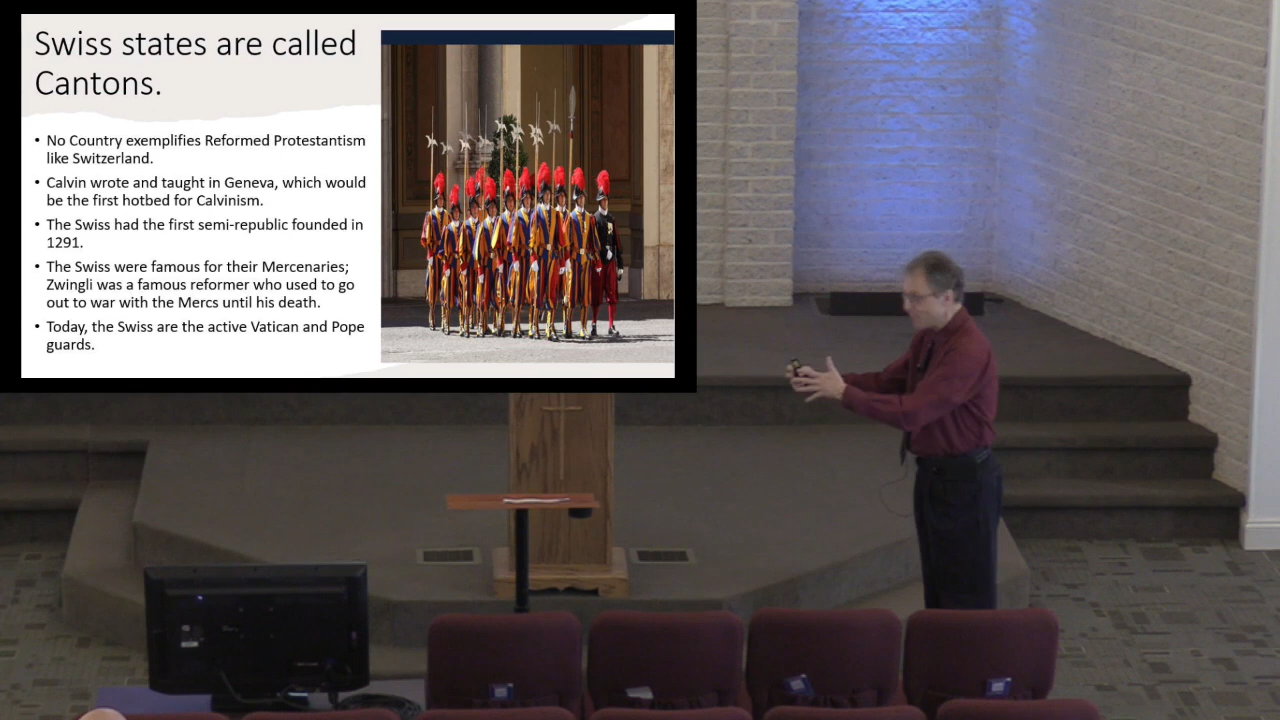 Swiss states are called
Cantons.
• No Country exemplifies Reformed Protestantism
like Switzerland.
• Calvin wrote and taught in Geneva, which would
be the first hotbed for Calvinism.
• The Swiss had the first semi-republic founded in
1291.
• The Swiss were famous for their Mercenaries;
Zwingli was a famous reformer who used to go
out to war with the Mercs until his death.
• Today, the Swiss are the active Vatican and Pope
guards.